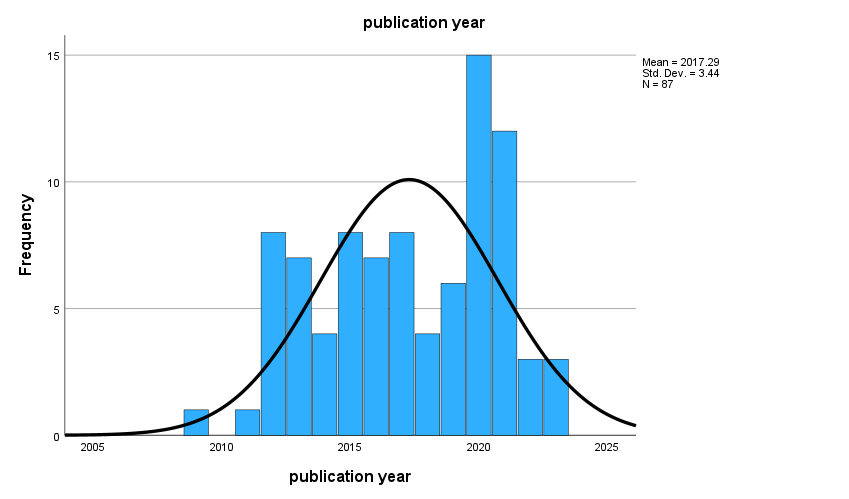 publication year
Mean = 2017.29
Std. Dev. = 3.44
N = 87
Frequency
15
10
5
0
2005 2010 2015 2020 2025
publication year